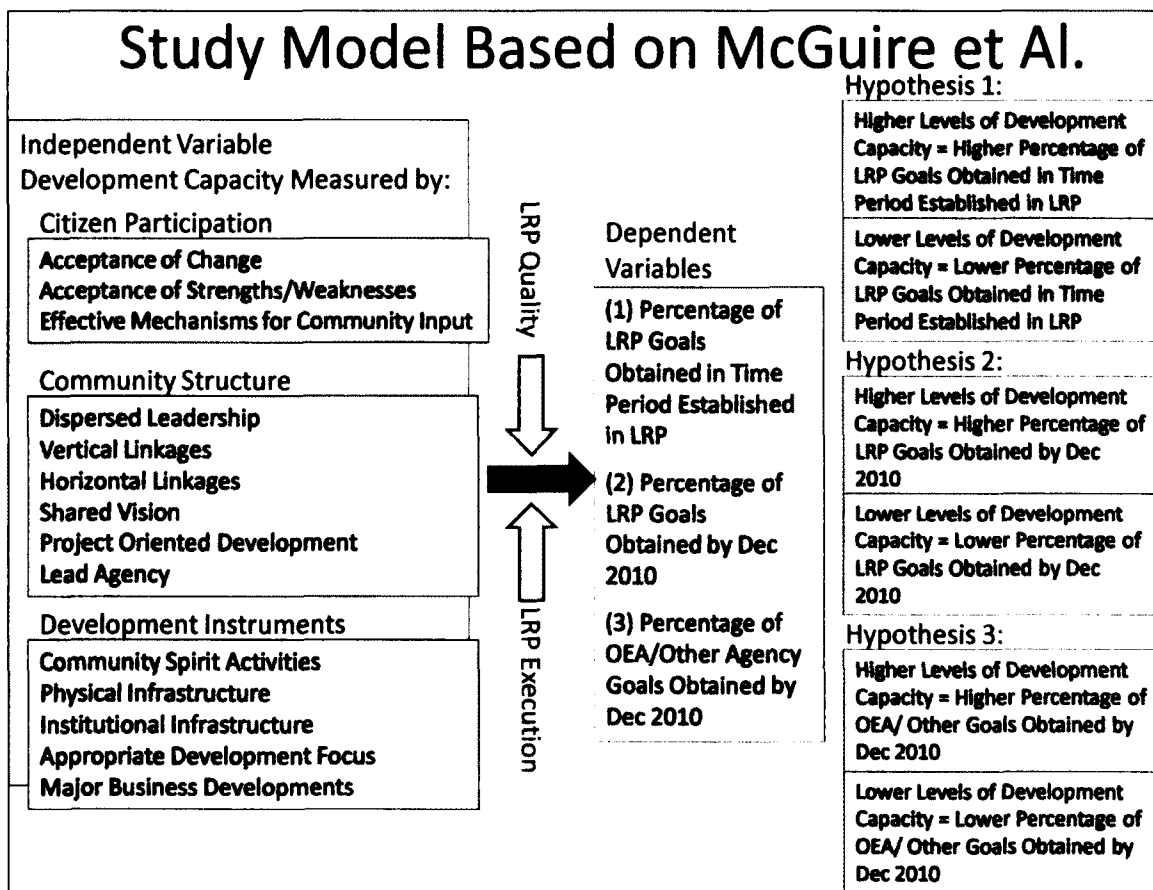 Study Model Based on McGuire et Al.
Independent Variable
Development Capacity Measured by:
Citizen Participation
Acceptance of Change
Acceptance of Strengths/Weaknesses
Effective Mechanisms for Community Input
Community Structure
Dispersed Leadership
Vertical Linkages
Horizontal Linkages
Shared Vision
Project Oriented Development
Lead Agency
Development Instruments
Community Spirit Activities
Physical Infrastructure
Institutional Infrastructure
Appropriate Development Focus
Major Business Developments
LRP Quality
LRP Execution
Dependent
Variables
(1) Percentage of
LRP Goals
Obtained in Time
Period Established
in LRP
(2) Percentage of
LRP Goals
Obtained by Dec
2010
(3) Percentage of
OEA/Other Agency
Goals Obtained by
Dec 2010
Hypothesis 1:
Higher Levels of Development
Capacity = Higher Percentage of
LRP Goals Obtained in Time
Period Established in LRP
Lower Levels of Development
Capacity = Lower Percentage of
LRP Goals Obtained in Time
Period Established in LRP
Hypothesis 2:
Higher Levels of Development
Capacity = Higher Percentage of
LRP Goals Obtained by Dec
2010
Lower Levels of Development
Capacity = Lower Percentage of
LRP Goals Obtained by Dec
2010
Hypothesis 3:
Higher Levels of Development
Capacity = Higher Percentage of
OEA/ Other Goals Obtained by
Dec 2010
Lower Levels of Development
Capacity = Lower Percentage of
OEA/ Other Goals Obtained by
Dec 2010